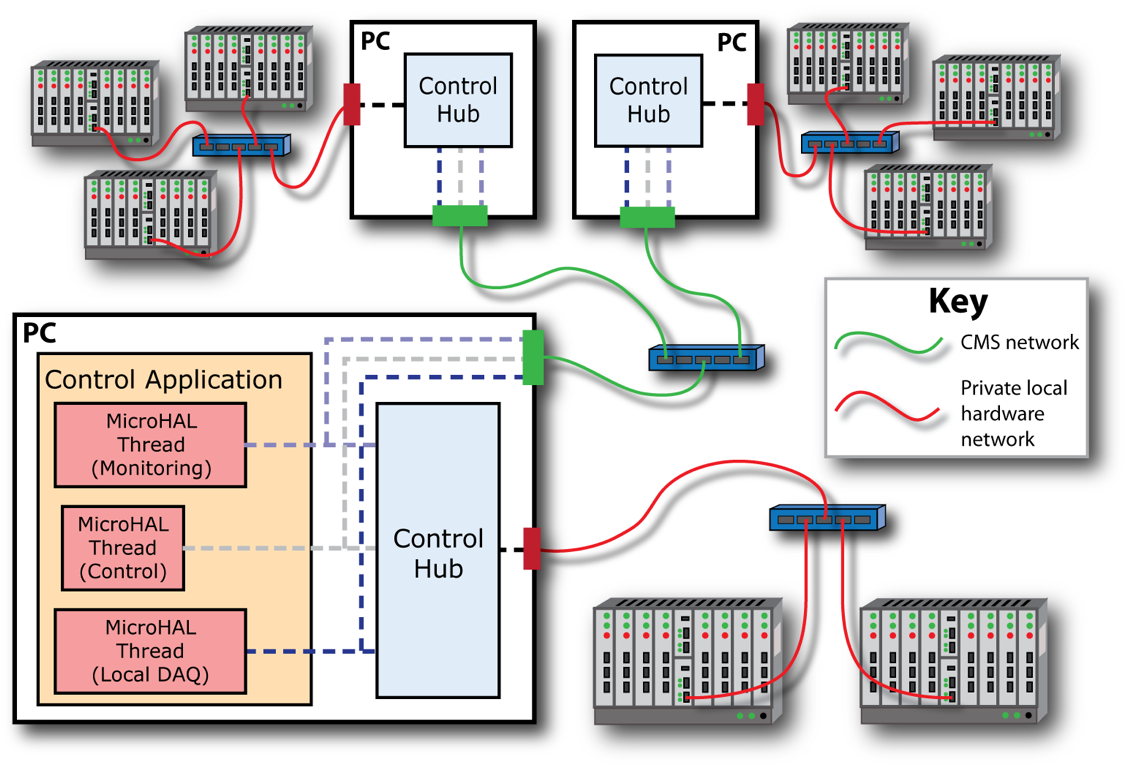 PC
Control
Hub
PC
Control
Hub
Key
CMS network
Private local
hardware
network
PC
Control Application
MicroHAL
Thread
(Monitoring)
MicroHAL
Thread
(Control)
MicroHAL
Thread
(Local DAQ)
Control
Hub